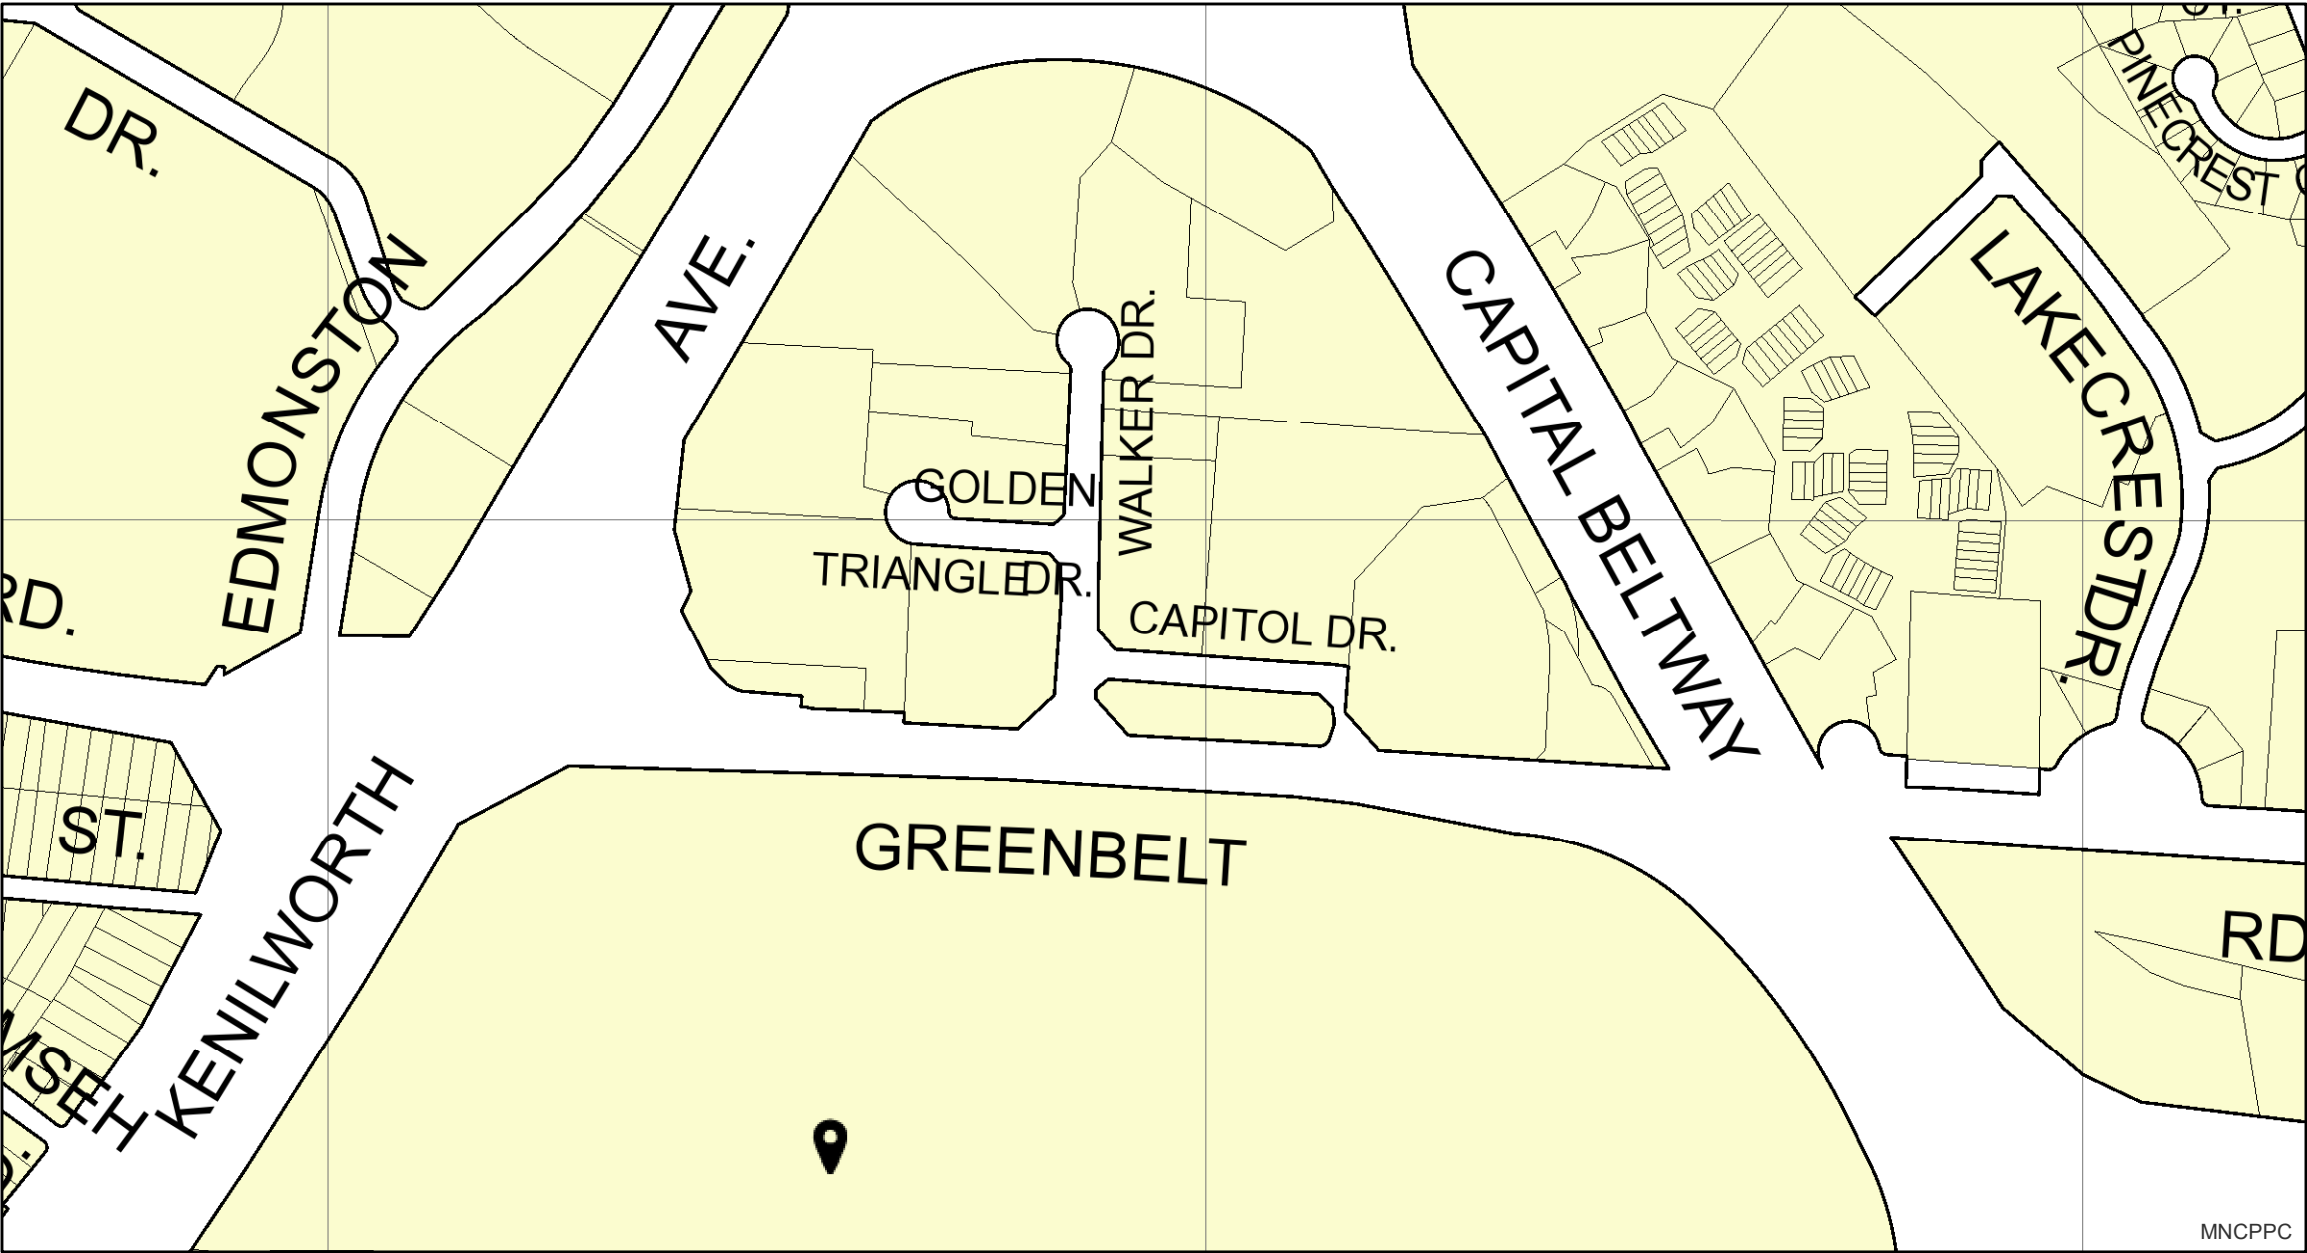 DR.
PINECREST
AVE.
EDMONSTON
CAPITAL BELTWAY
LAKECREST DR.
WALKER DR.
GOLDEN
TRIANGLE DR.
CAPITOL DR.
RD.
ST.
KENILWORTH
GREENBELT
RD
MNCPPC